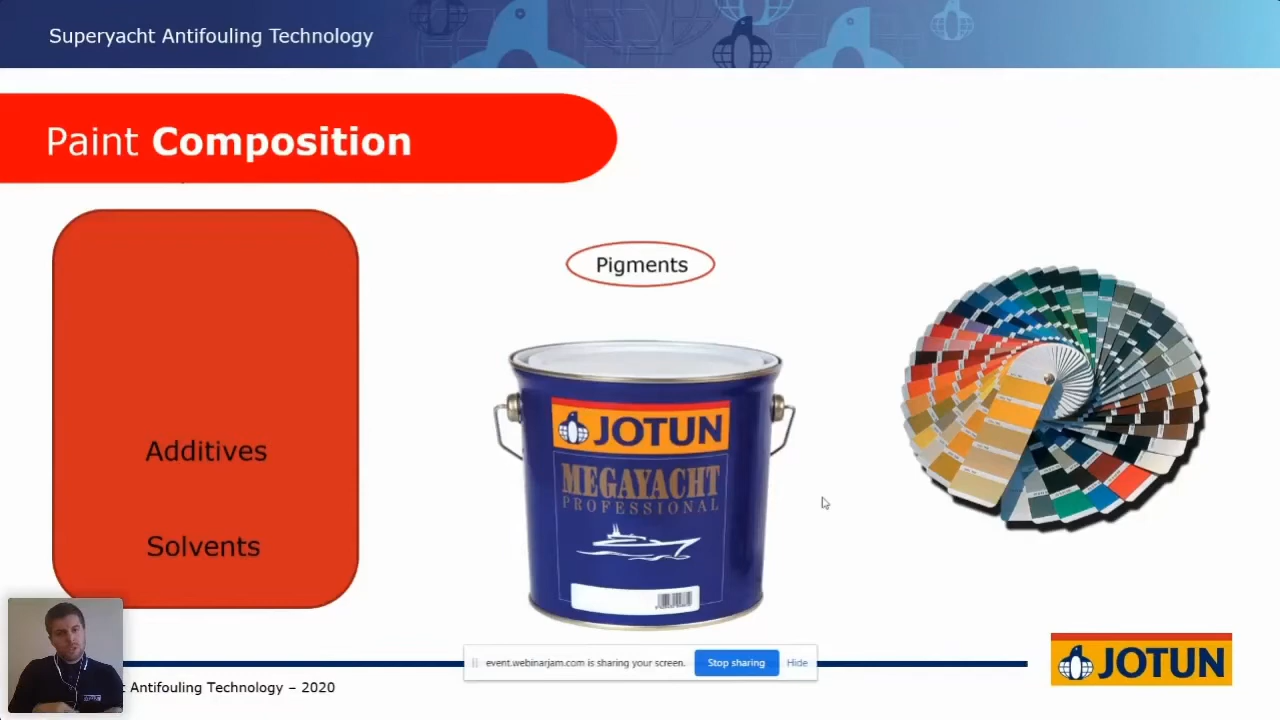 Superyacht Antifouling Technology
Paint Composition
Pigments
Additives
Solvents
JOTUN
MEGAYACHT
PROFESSIONAL
event.webinarjam.com is sharing your screen.
Stop sharing
Hide
t Antifouling Technology – 2020
JOTUN